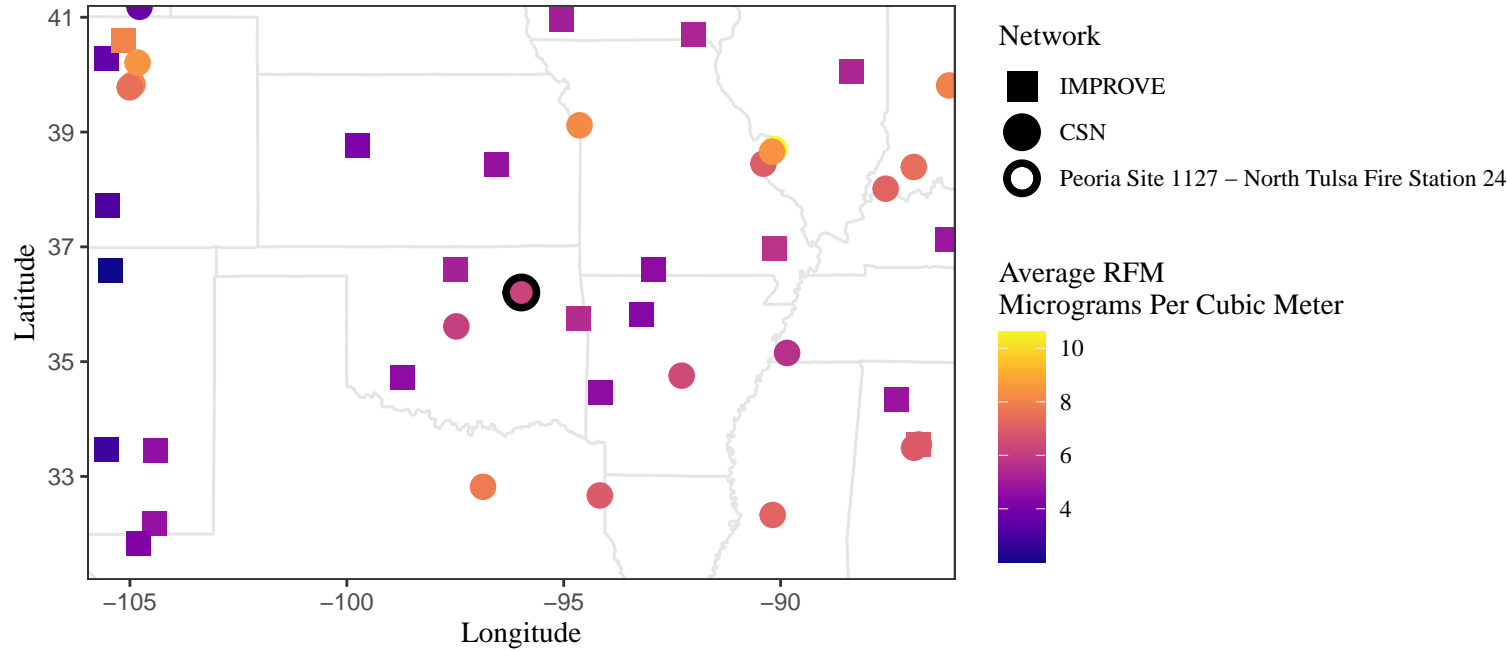 41
39
37
35
33
Latitude
−105
−100
−95
−90
Longitude
Network
IMPROVE
CSN
Peoria Site 1127 – North Tulsa Fire Station 24
Average RFM
Micrograms Per Cubic Meter
10
8
6
4